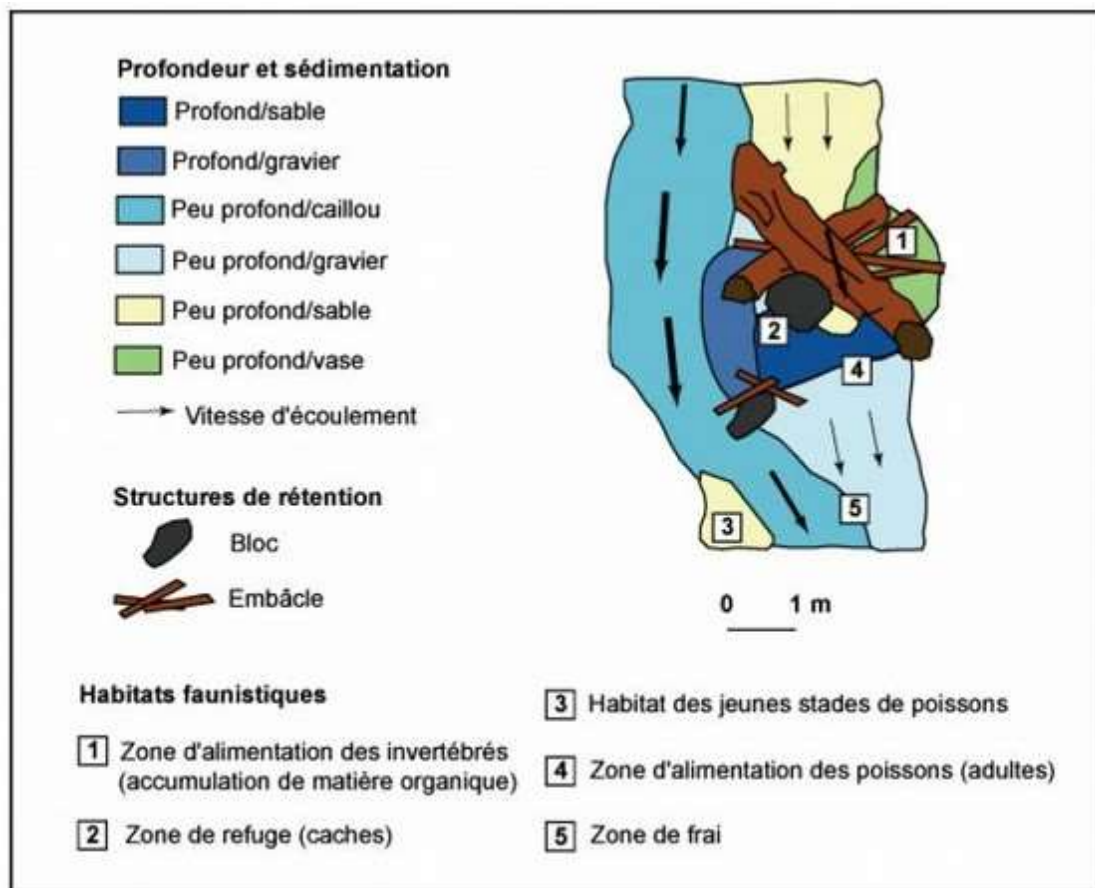 Profondeur et sédimentation
Profond/sable
Profond/gravier
Peu profond/caillou
Peu profond/gravier
Peu profond/sable
Peu profond/vase
Vitesse d'écoulement
Structures de rétention
Bloc
Embâcle
1
2
4
3
5
0 1 m
Habitats faunistiques
1 Zone d'alimentation des invertébrés
(accumulation de matière organique)
2 Zone de refuge (caches)
3 Habitat des jeunes stades de poissons
4 Zone d'alimentation des poissons (adultes)
5 Zone de frai